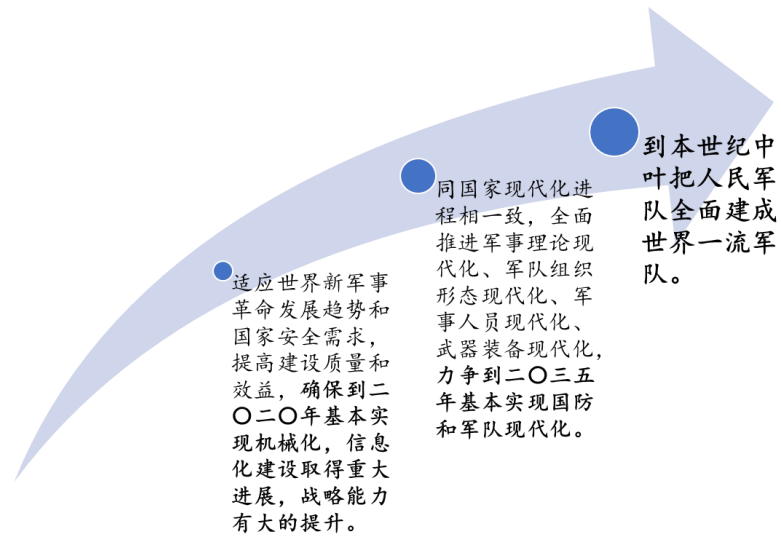 适应世界新军事
革命发展趋势和
国家安全需求，
提高建设质量和
效益，确保到二
〇二〇年基本实
现机械化，信息
化建设取得重大
进展，战略能力
有大的提升。
同国家现代化进
程相一致，全面
推进军事理论现
代化、军队组织
形态现代化、军
事人员现代化、
武器装备现代化，
力争到二〇三五
年基本实现国防
和军队现代化。
到本世纪中
叶把人民军
队全面建成
世界一流军
队。